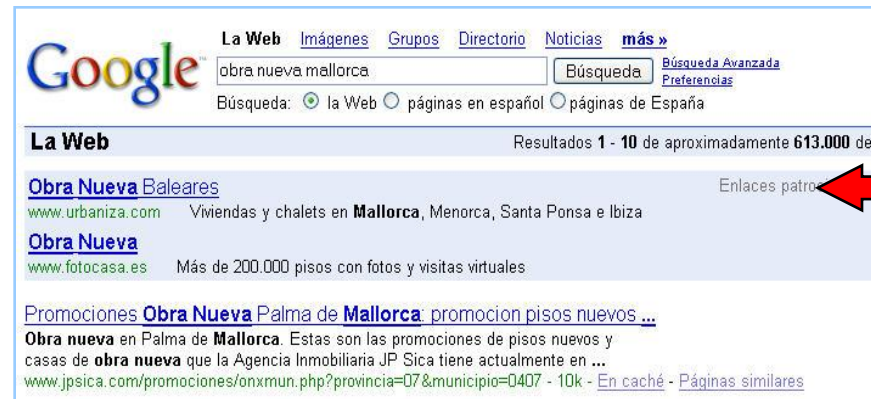 Google™ La Web Imágenes Grupos Directorio Noticias más »
obra nueva mallorca Búsqueda Búsqueda Avanzada
Preferencias
Búsqueda: la Web páginas en español páginas de España
La Web Resultados 1 - 10 de aproximadamente 613.000 de
Obra Nueva Baleares Enlaces
www.urbaniza.com Viviendas y chalets en Mallorca, Menorca, Santa Ponsa e Ibiza
Obra Nueva
www.fotocasa.es Más de 200.000 pisos con fotos y visitas virtuales
Promociones Obra Nueva Palma de Mallorca: promocion pisos nuevos ...
Obra nueva en Palma de Mallorca. Estas son las promociones de pisos nuevos y
casas de obra nueva que la Agencia Inmobiliaria JP Sica tiene actualmente en ...
www.jpsica.com/promociones/onxmun.php?provincia=07&municipio=0407 - 10k - En caché - Páginas similares